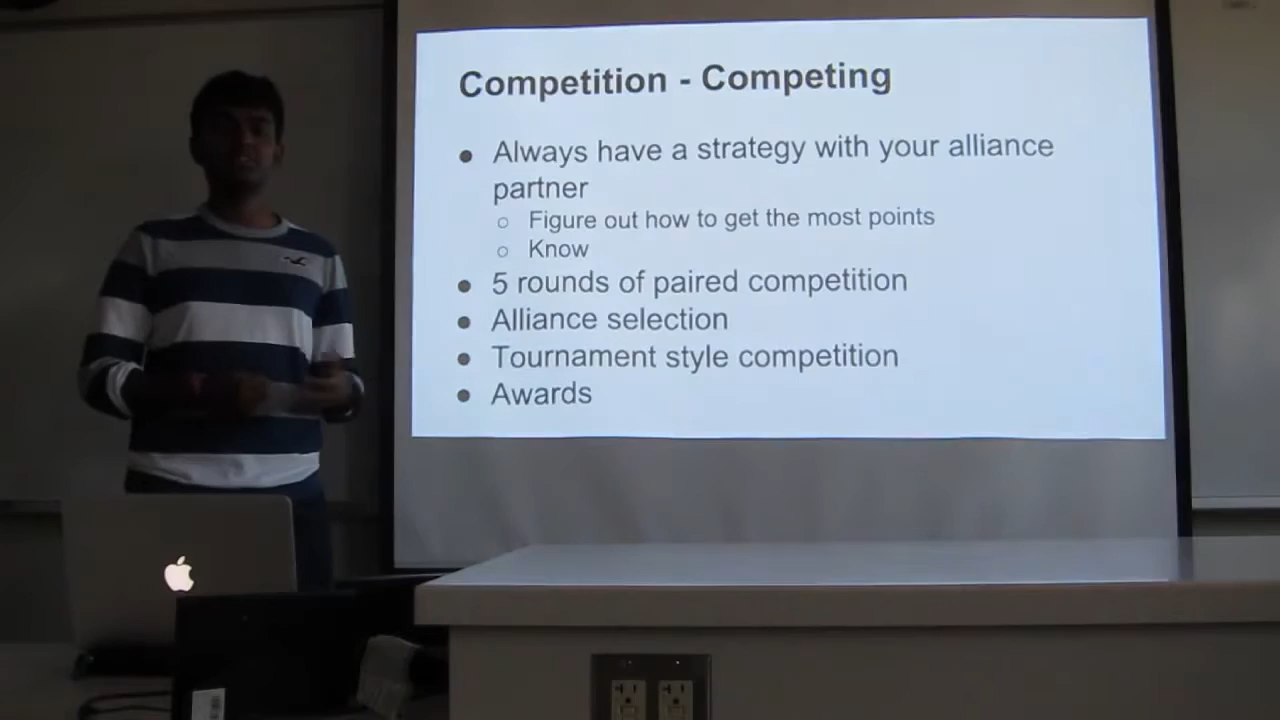 Competition - Competing
● Always have a strategy with your alliance
partner
○ Figure out how to get the most points
○ Know
● 5 rounds of paired competition
● Alliance selection
● Tournament style competition
● Awards